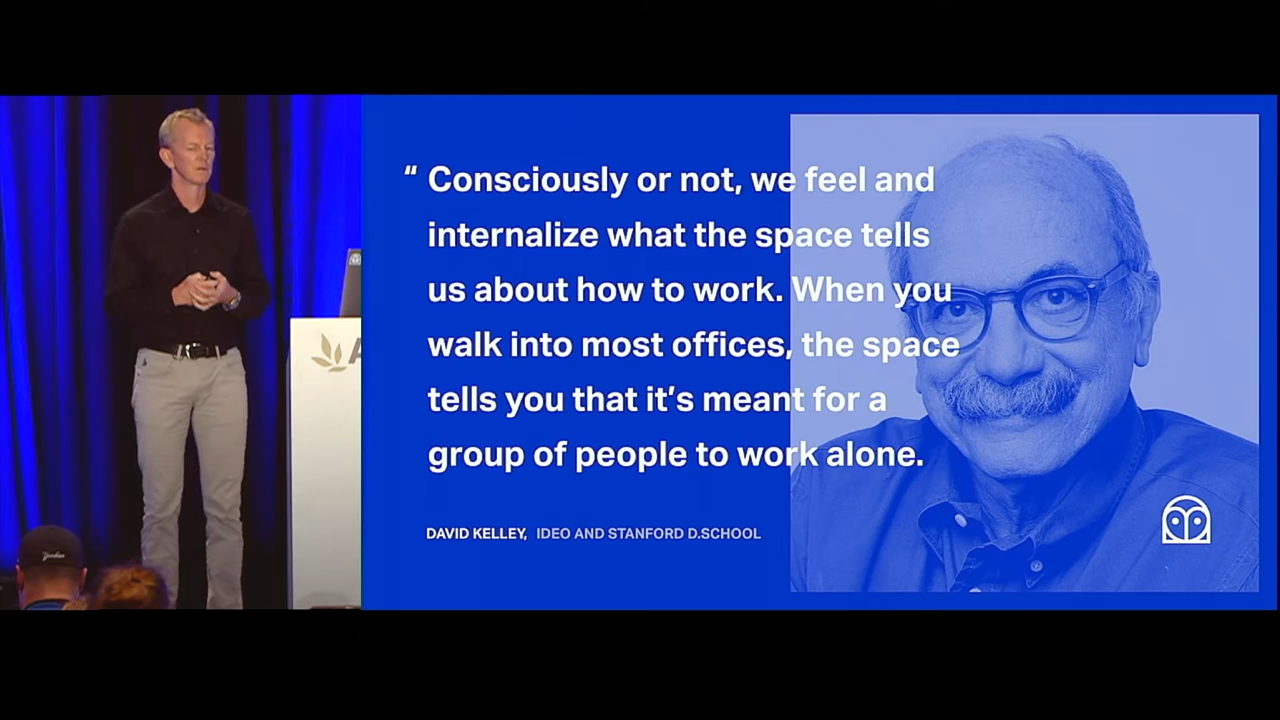 “ Consciously or not, we feel and
internalize what the space tells
us about how to work. When you
walk into most offices, the space
tells you that it’s meant for a
group of people to work alone.
DAVID KELLEY, IDEO AND STANFORD D.SCHOOL